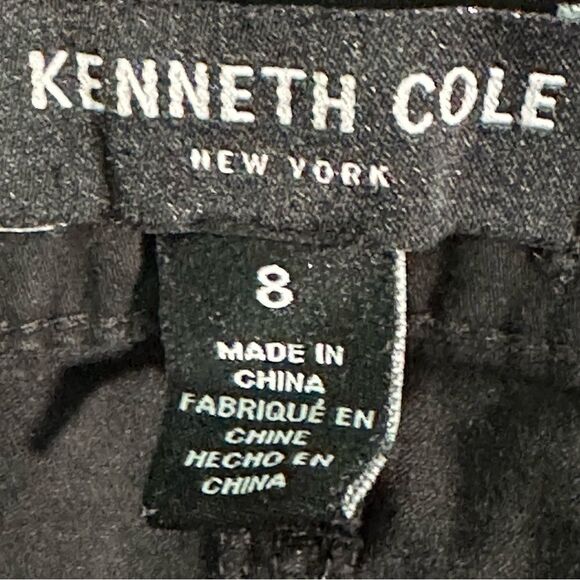 KENNETH COLE
NEW YORK
8
MADE IN
CHINA
FABRIQUÉ EN
CHINE
HECHO EN
CHINA